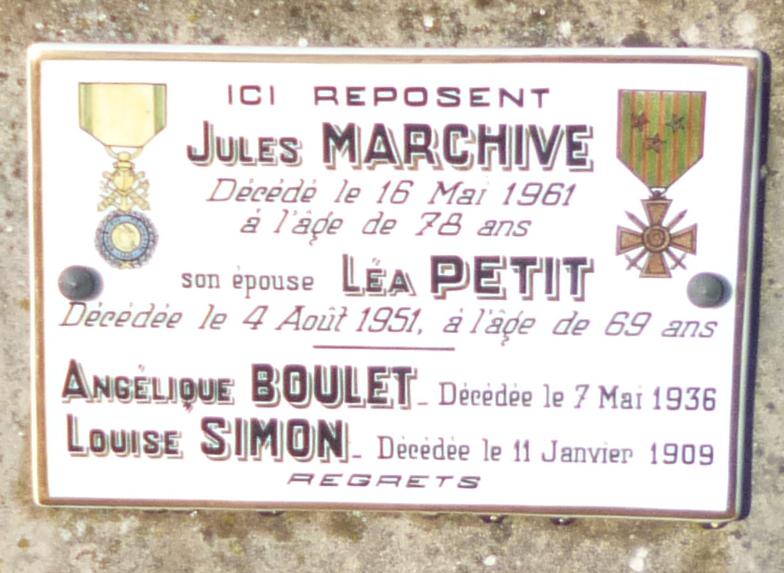 ICI REPOSENT
JULES MARCHIVE
Décédé le 16 Mai 1961
à l'âge de 78 ans
son épouse LÉA PETIT
Décédée le 4 Août 1951, à l'âge de 69 ans
ANGÉLIQUE BOULET_ Décédée le 7 Mai 1936
LOUISE SIMON_ Décédée le 11 Janvier 1909
REGRETS